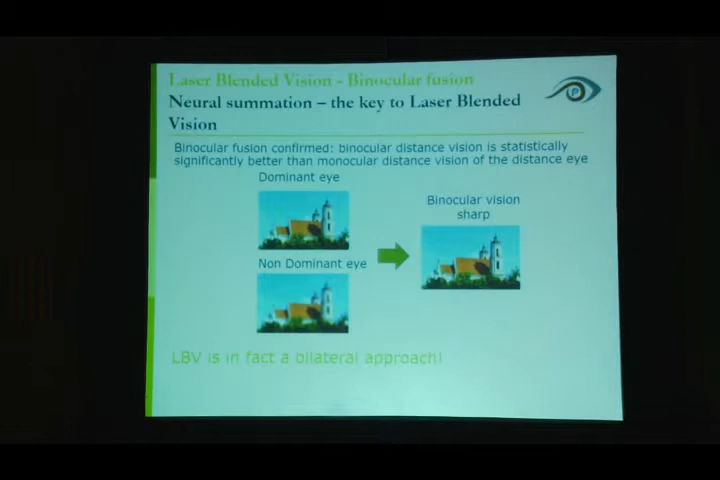 Laser Blended Vision - Binocular fusion
Neural summation – the key to Laser Blended
Vision
Binocular fusion confirmed: binocular distance vision is statistically
significantly better than monocular distance vision of the distance eye
Dominant eye
Binocular vision
sharp
Non Dominant eye
LBV is in fact a bilateral approach!